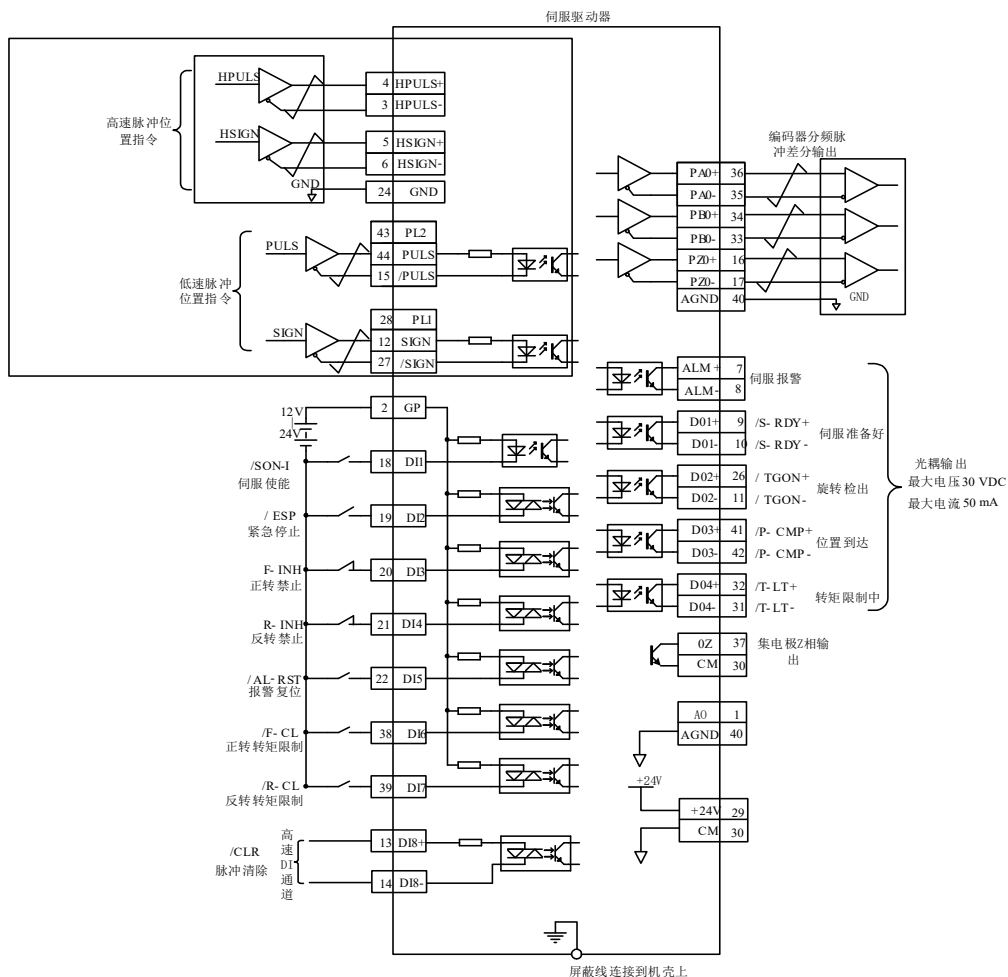 伺服驱动器
HPULS
4 HPULS+
3 HPULS-
高速脉冲位
置指令
HSIGN
5 HSIGN+
6 HSIGN-
GND
24 GND
43 PL2
PULS
44 PULS
15 /PULS
低速脉冲
位置指令
28 PL1
SIGN
12 SIGN
27 /SIGN
2 GP
12V
24V
/SON-I
伺服 使能
18 DI1
/ ESP
紧急停止
19 DI2
F- INH
正转 禁止
20 DI3
R- INH
反转 禁止
21 DI4
/AL- RST
报警 复位
22 DI5
/F- CL
正转 转矩 限制
38 DI6
/R- CL
反转 转矩 限制
39 DI7
/CLR
脉冲 清除
高速DI通道
13 DI8+
14 DI8-
编码器分频脉
冲差分输出
PA0+ 36
PA0- 35
PB0+ 34
PB0- 33
PZ0+ 16
PZ0- 17
AGND 40
GND
ALM + 7
ALM - 8
伺服 报警
D01+ 9 /S- RDY+
D01- 10 /S- RDY -
伺服 准备 好
D02+ 26 / TGON+
D02- 11 / TGON-
旋转 检出
D03+ 41 /P- CMP+
D03- 42 /P- CMP -
位置 到达
D04+ 32 /T- LT+
D04- 31 /T- LT -
转矩 限制 中
光耦 输出
最大 电压 30 VDC
最大 电流 50 mA
0Z 37
CM 30
集电 极Z相输
出
AO 1
AGND 40
+24V
+24V 29
CM 30
屏蔽 线 连接 到 机壳 上